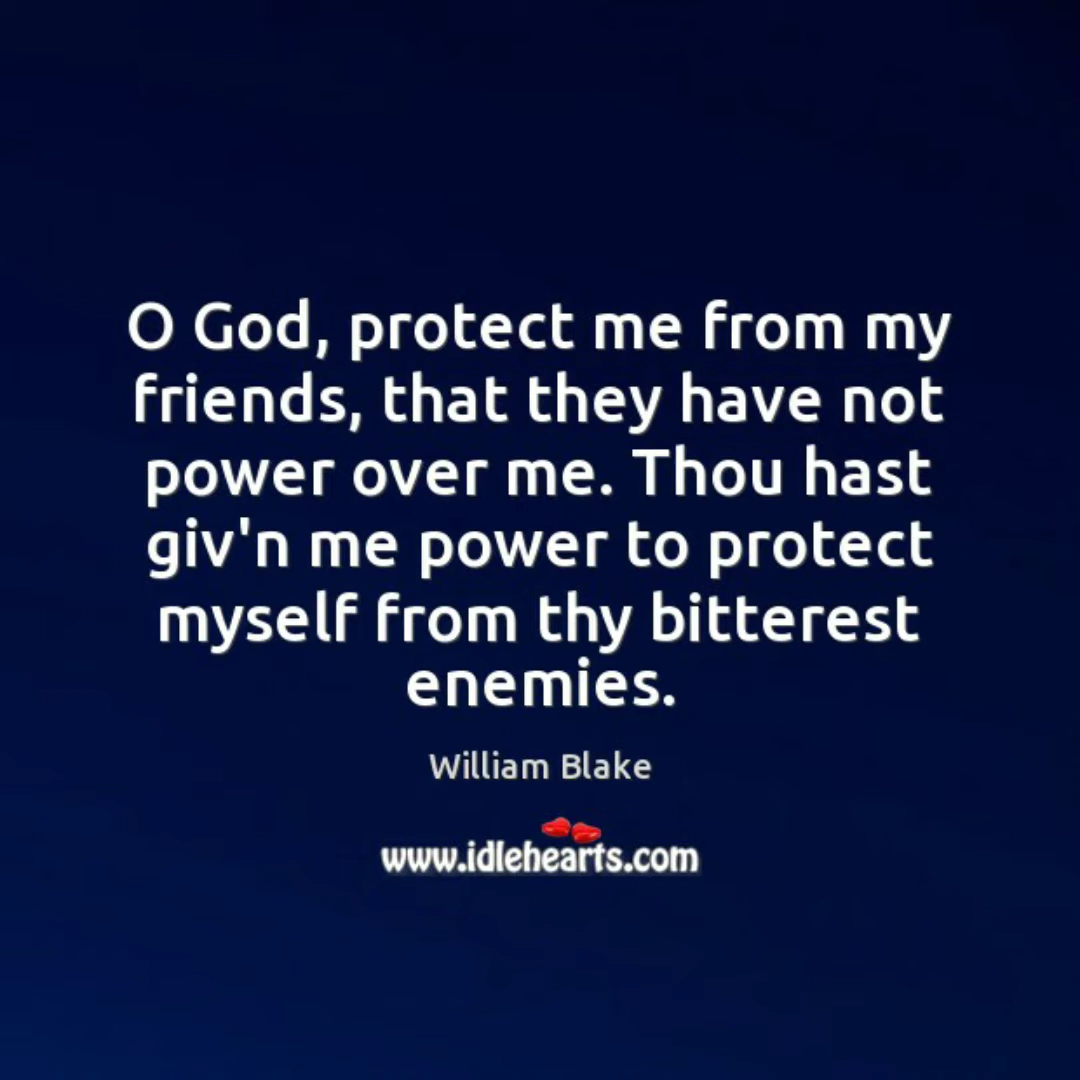 O God, protect me from my
friends, that they have not
power over me. Thou hast
giv'n me power to protect
myself from thy bitterest
enemies.
William Blake
www.idlehearts.com